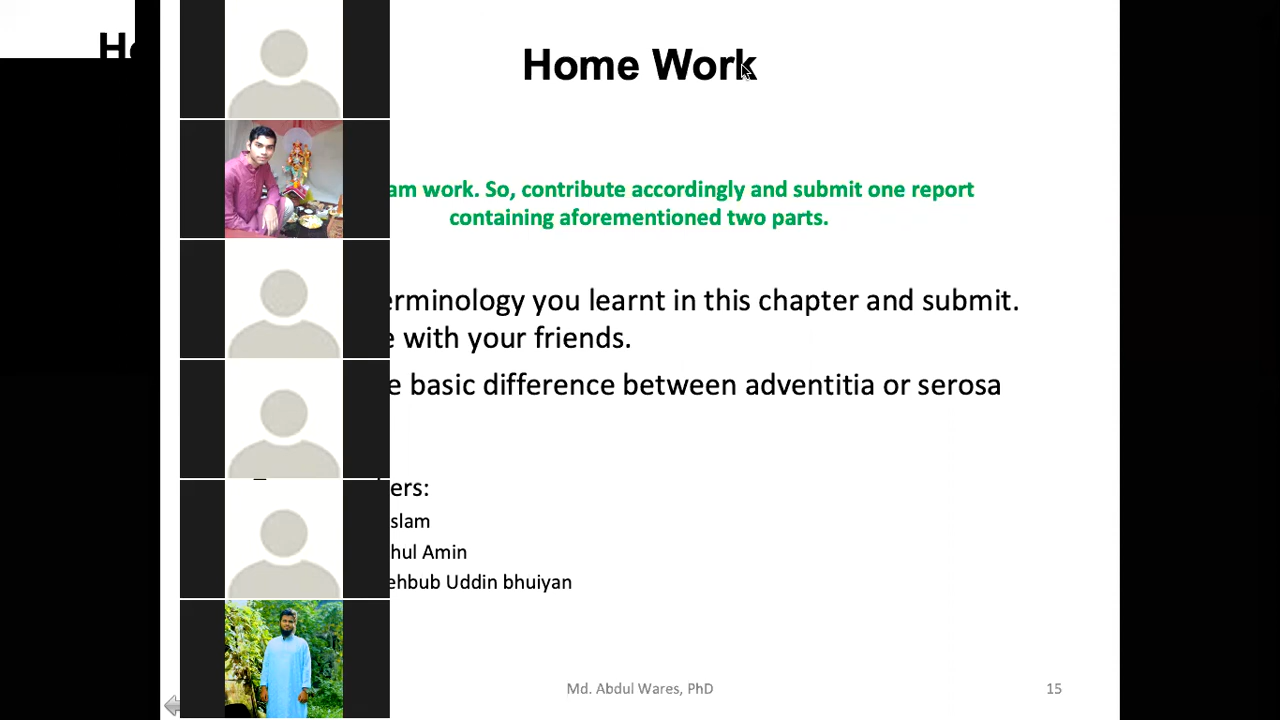 Home Work
am work. So, contribute accordingly and submit one report
containing aforementioned two parts.
erminology you learnt in this chapter and submit.
with your friends.
basic difference between adventitia or serosa
ers:
slam
hul Amin
ehbub Uddin bhuiyan
Md. Abdul Wares, PhD
15